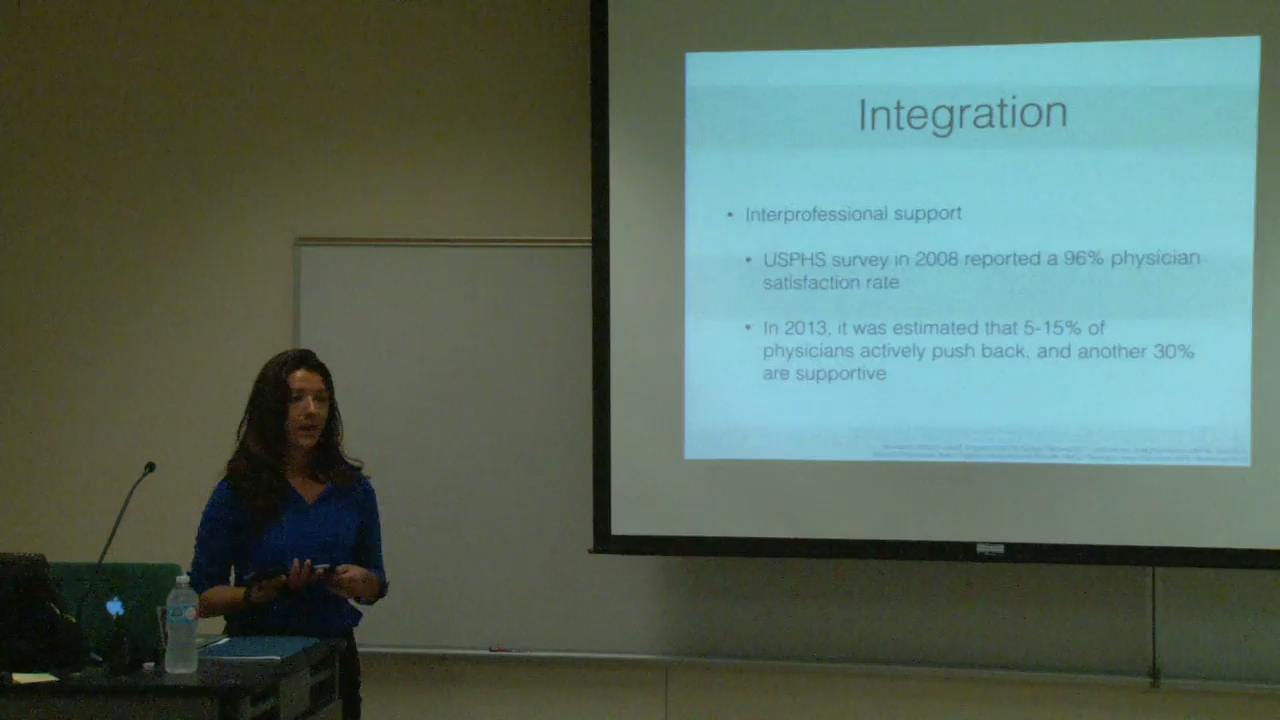 Integration
• Interprofessional support
• USPHS survey in 2008 reported a 96% physician
satisfaction rate
• In 2013, it was estimated that 5-15% of
physicians actively push back, and another 30%
are supportive